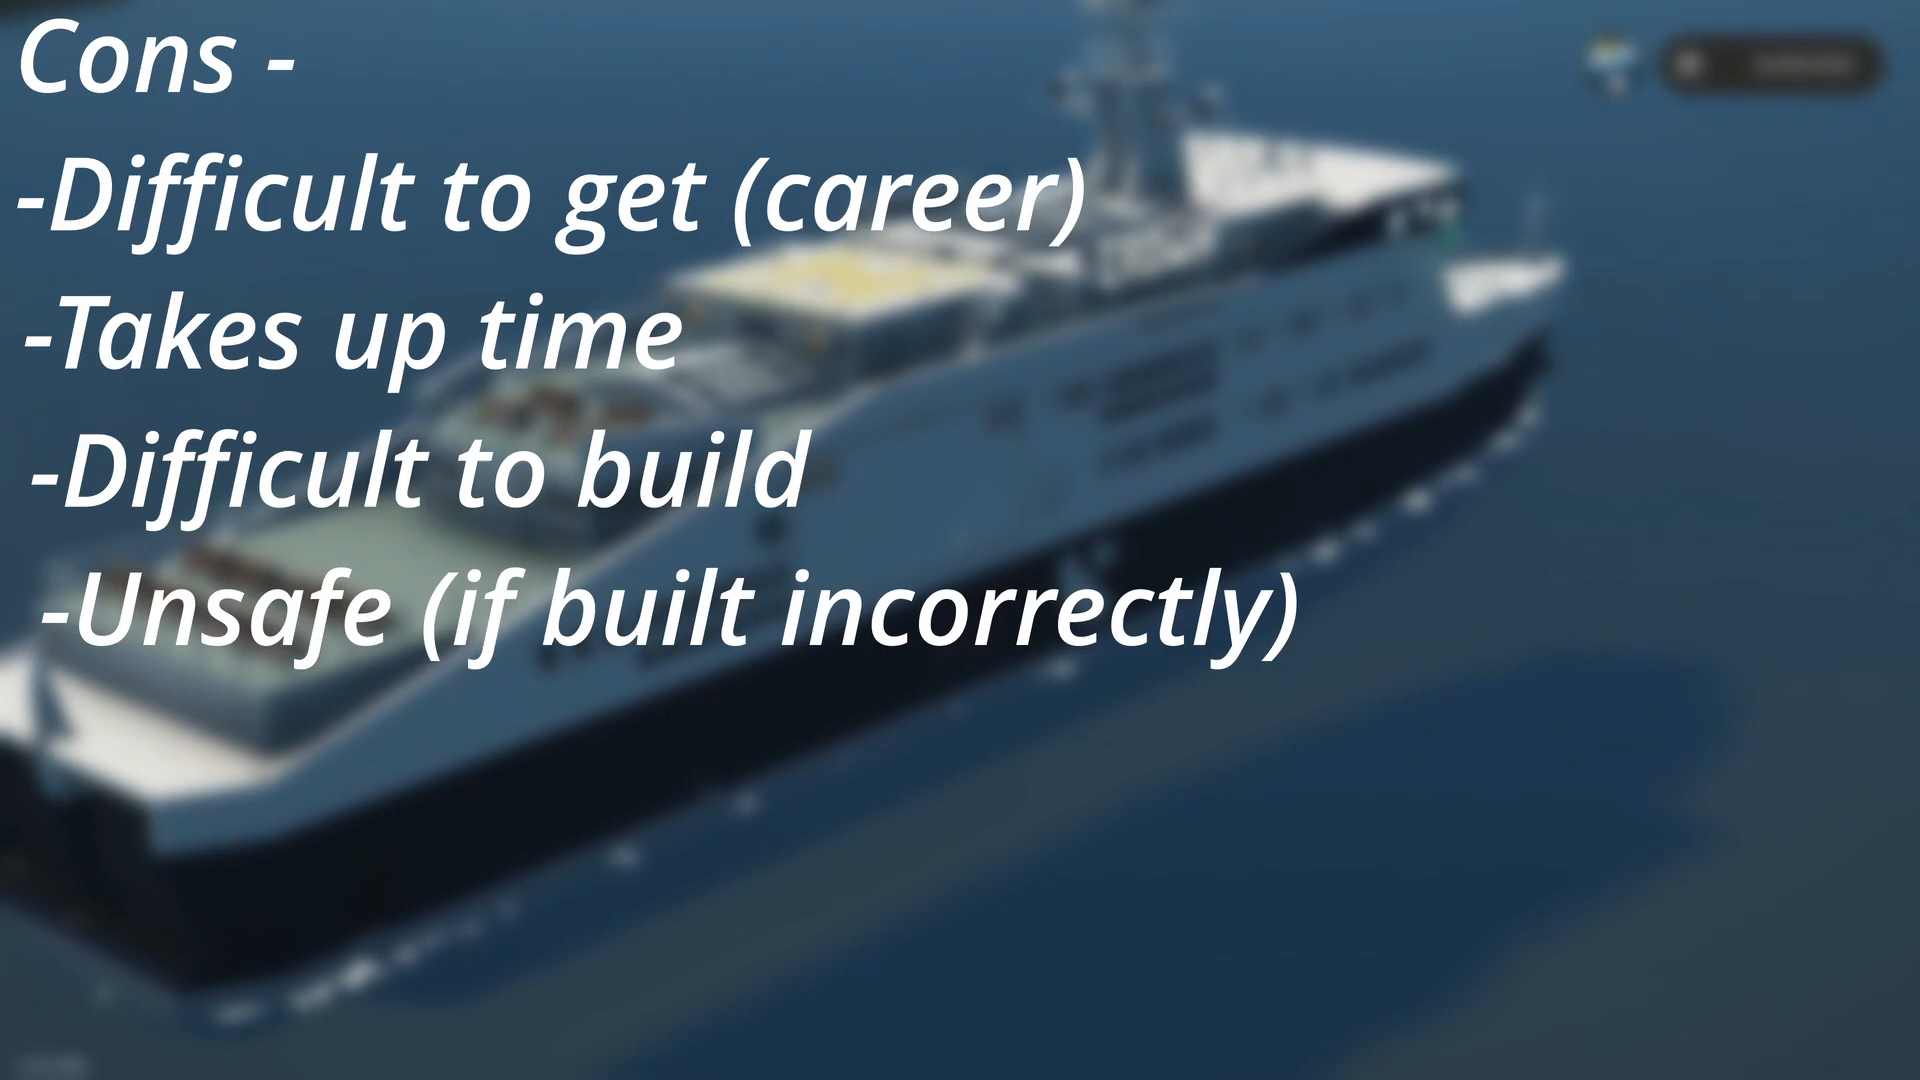 Cons -
-Difficult to get (career)
-Takes up time
-Difficult to build
-Unsafe (if built incorrectly)